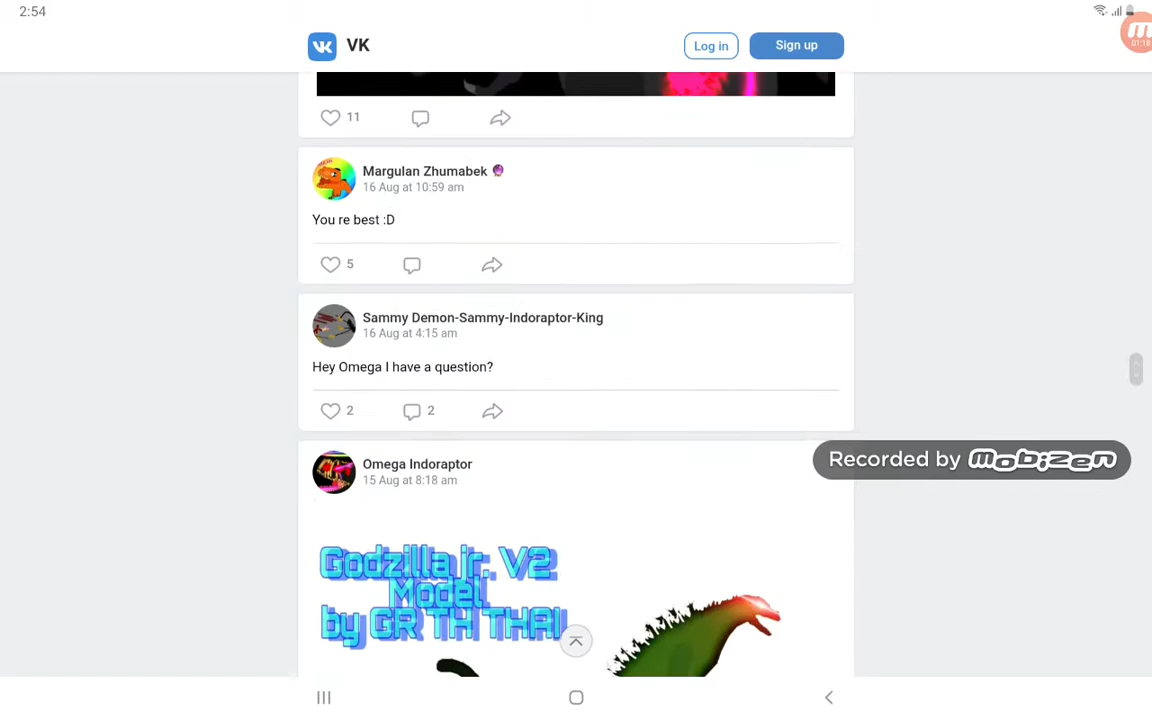 2:54
01:18
VK
Log in
Sign up
11
Margulan Zhumabek
16 Aug at 10:59 am
You re best :D
5
Sammy Demon-Sammy-Indoraptor-King
16 Aug at 4:15 am
Hey Omega I have a question?
2
2
Recorded by mobizen
Omega Indoraptor
15 Aug at 8:18 am
Godzilla jr. V2
Model
by GR TH THAI